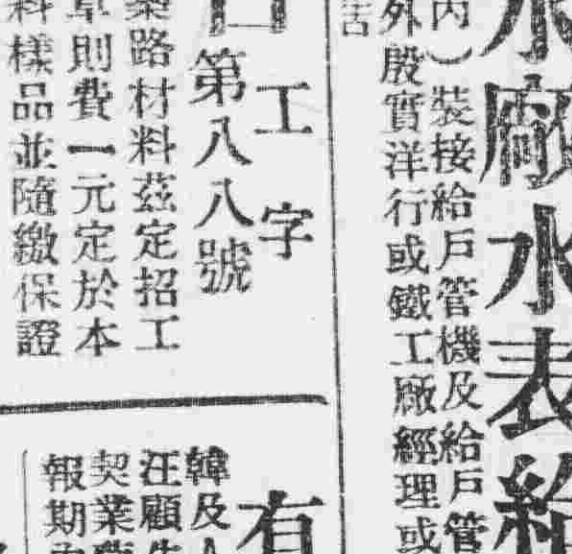 水廠水表給
內）裝接給戶管機及給戶管
外殷實洋行或鐵工廠經理或
告
工字
第八八號
築路材料茲定招工
章則費一元定於本
料樣品並隨繳保證
有
韓及
汪顧
契業
報期